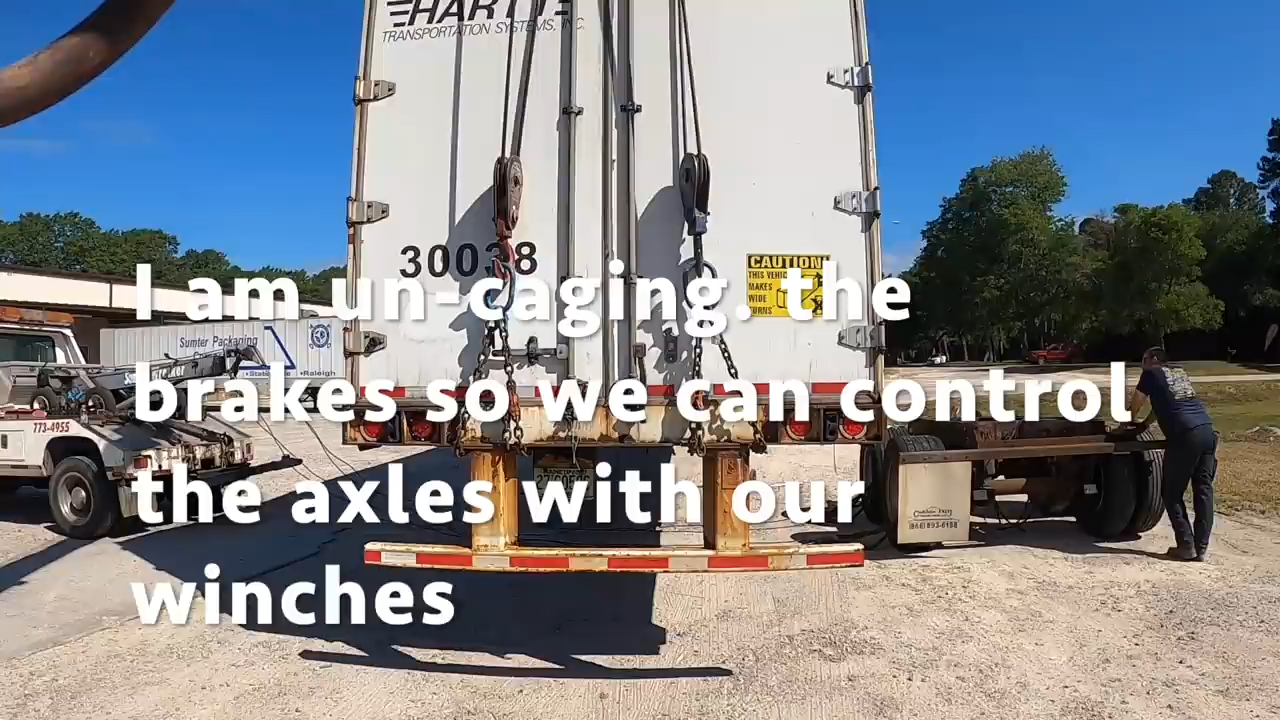 HART
TRANSPORTATION SYSTEMS, INC.
30038
CAUTION
THIS VEHICLE
MAKES
WIDE
TURNS
I am un-caging. the
brakes so we can control
the axles with our
winches
Sumter Packaging
Raleigh
773-4955